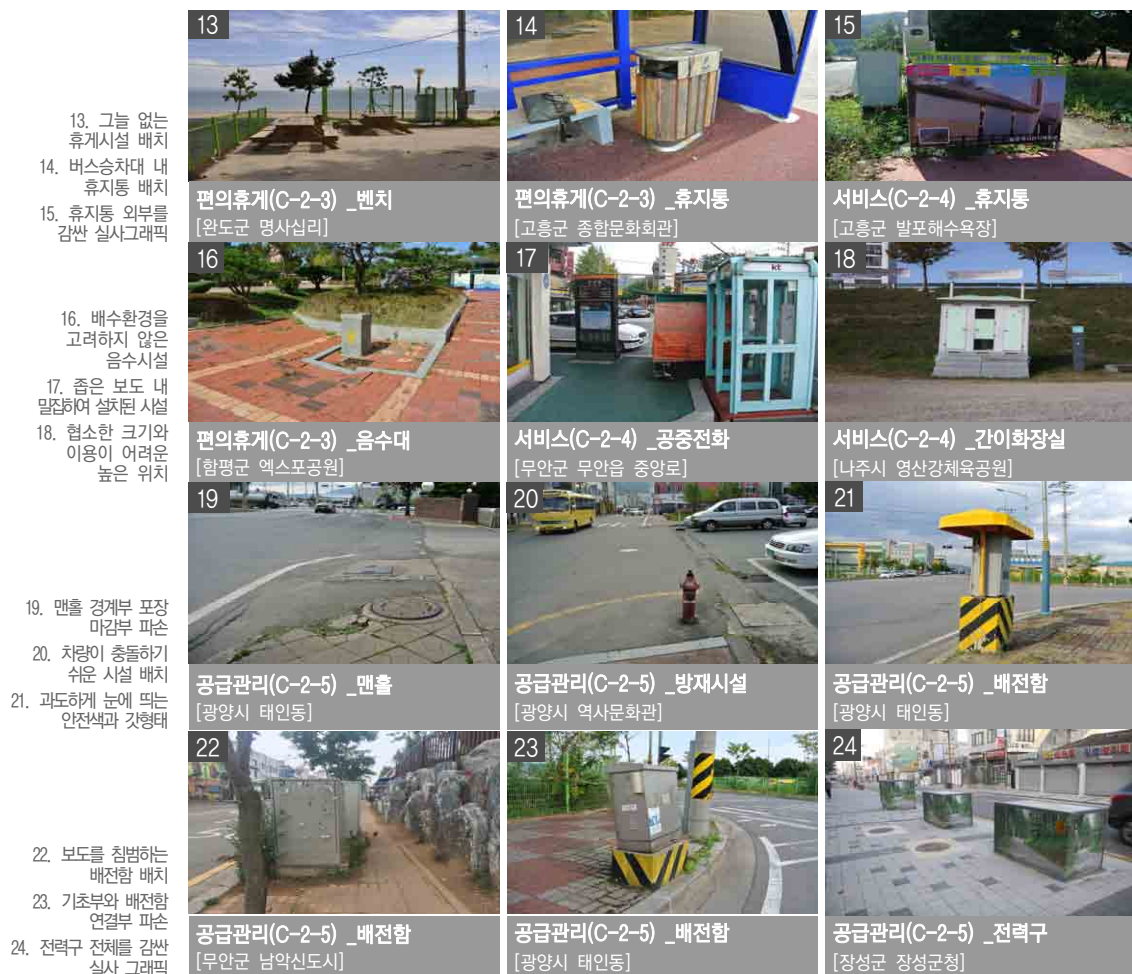 13. 그늘 없는
휴게시설 배치
14. 버스승차대 내
휴지통 배치
15. 휴지통 외부를
감싼 실사그래픽
13
편의휴게(C-2-3) _벤치
[완도군 명사십리]
14
편의휴게(C-2-3) _휴지통
[고흥군 종합문화회관]
15
서비스(C-2-4) _휴지통
[고흥군 발포해수욕장]
16. 배수환경을
고려하지 않은
음수시설
17. 좁은 보도 내
밀집하여 설치된 시설
18. 협소한 크기와
이용이 어려운
높은 위치
16
편의휴게(C-2-3) _음수대
[함평군 엑스포공원]
17
kt
서비스(C-2-4) _공중전화
[무안군 무안읍 중앙로]
18
서비스(C-2-4) _간이화장실
[나주시 영산강체육공원]
19. 맨홀 경계부 포장
마감부 파손
20. 차량이 충돌하기
쉬운 시설 배치
21. 과도하게 눈에 띄는
안전색과 갓형태
19
공급관리(C-2-5) _맨홀
[광양시 태인동]
20
공급관리(C-2-5) _방재시설
[광양시 역사문화관]
21
공급관리(C-2-5) _배전함
[광양시 태인동]
22. 보도를 침범하는
배전함 배치
23. 기초부와 배전함
연결부 파손
24. 전력구 전체를 감싼
실사 그래픽
22
공급관리(C-2-5) _배전함
[무안군 남악신도시]
23
공급관리(C-2-5) _배전함
[광양시 태인동]
24
공급관리(C-2-5) _전력구
[장성군 장성군청]